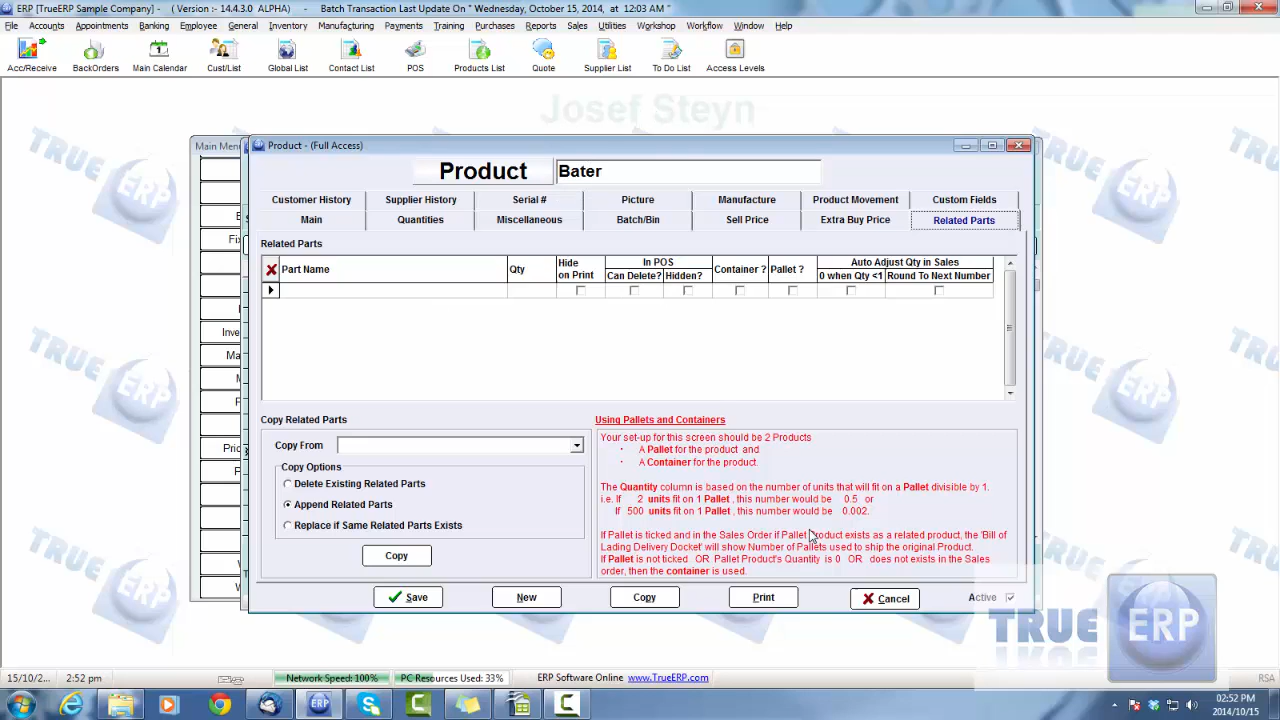 ERP [TrueERP Sample Company] ( Version :- 14.4.3.0 ALPHA) Batch Transaction Last Update On " Wednesday, October 15, 2014, at 12:03 AM "
File Accounts Appointments Banking Employee General Inventory Manufacturing Payments Training Purchases Reports Sales Utilities Workshop Workflow Window Help
Acc/Receive BackOrders Main Calendar Cust/List Global List Contact List POS Products List Quote Supplier List To Do List Access Levels
Josef Steyn
Main Menu
Product - (Full Access)
Product Bater
Customer History Supplier History Serial # Picture Manufacture Product Movement Custom Fields
Main Quantities Miscellaneous Batch/Bin Sell Price Extra Buy Price Related Parts
Related Parts
Part Name Qty Hide on Print In POS Can Delete? Hidden? Container ? Pallet ? Auto Adjust Qty in Sales 0 when Qty <1 Round To Next Number
Copy Related Parts
Copy From
Copy Options
Delete Existing Related Parts
Append Related Parts
Replace if Same Related Parts Exists
Copy
Using Pallets and Containers
Your set-up for this screen should be 2 Products
· A Pallet for the product and
· A Container for the product.
The Quantity column is based on the number of units that will fit on a Pallet divisible by 1.
i.e. If 2 units fit on 1 Pallet , this number would be 0.5 or
If 500 units fit on 1 Pallet , this number would be 0.002.
If Pallet is ticked and in the Sales Order if Pallet Product exists as a related product, the 'Bill of
Lading Delivery Docket' will show Number of Pallets used to ship the original Product.
If Pallet is not ticked OR Pallet Product's Quantity is 0 OR does not exists in the Sales
order, then the container is used.
Save New Copy Print Cancel Active
TRUE ERP
15/10/2... 2:52 pm Network Speed: 100% PC Resources Used: 33% ERP Software Online www.TrueERP.com RSA
02:52 PM
2014/10/15